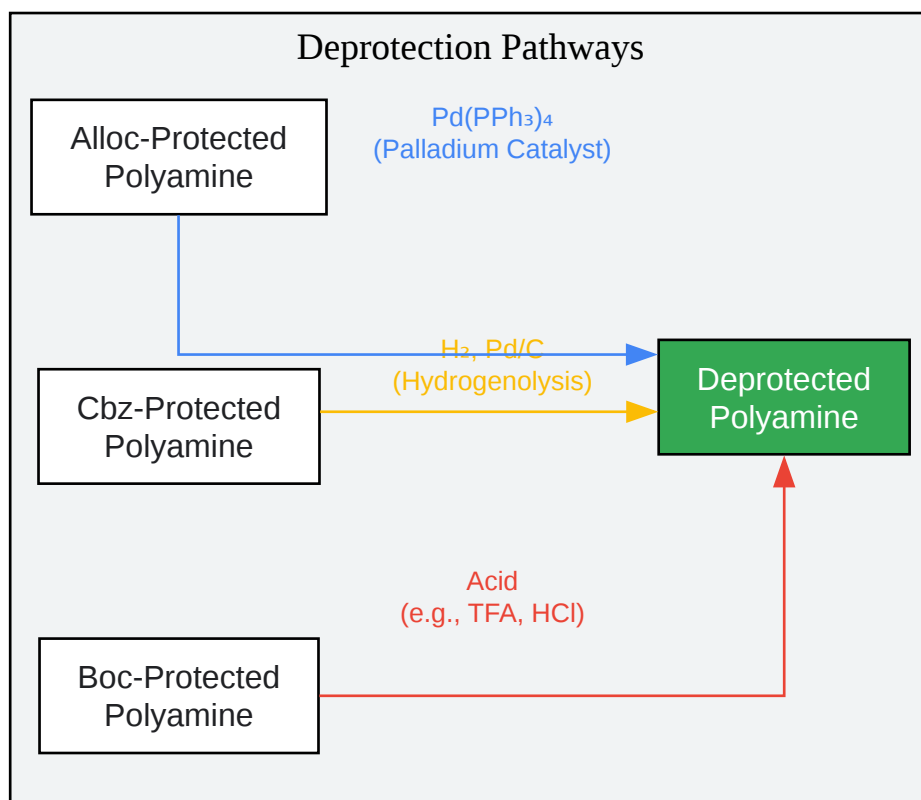 Deprotection Pathways
Alloc-Protected
Polyamine
Pd(PPh₃)₄
(Palladium Catalyst)
H₂, Pd/C
(Hydrogenolysis)
Cbz-Protected
Polyamine
Deprotected
Polyamine
Acid
(e.g., TFA, HCl)
Boc-Protected
Polyamine